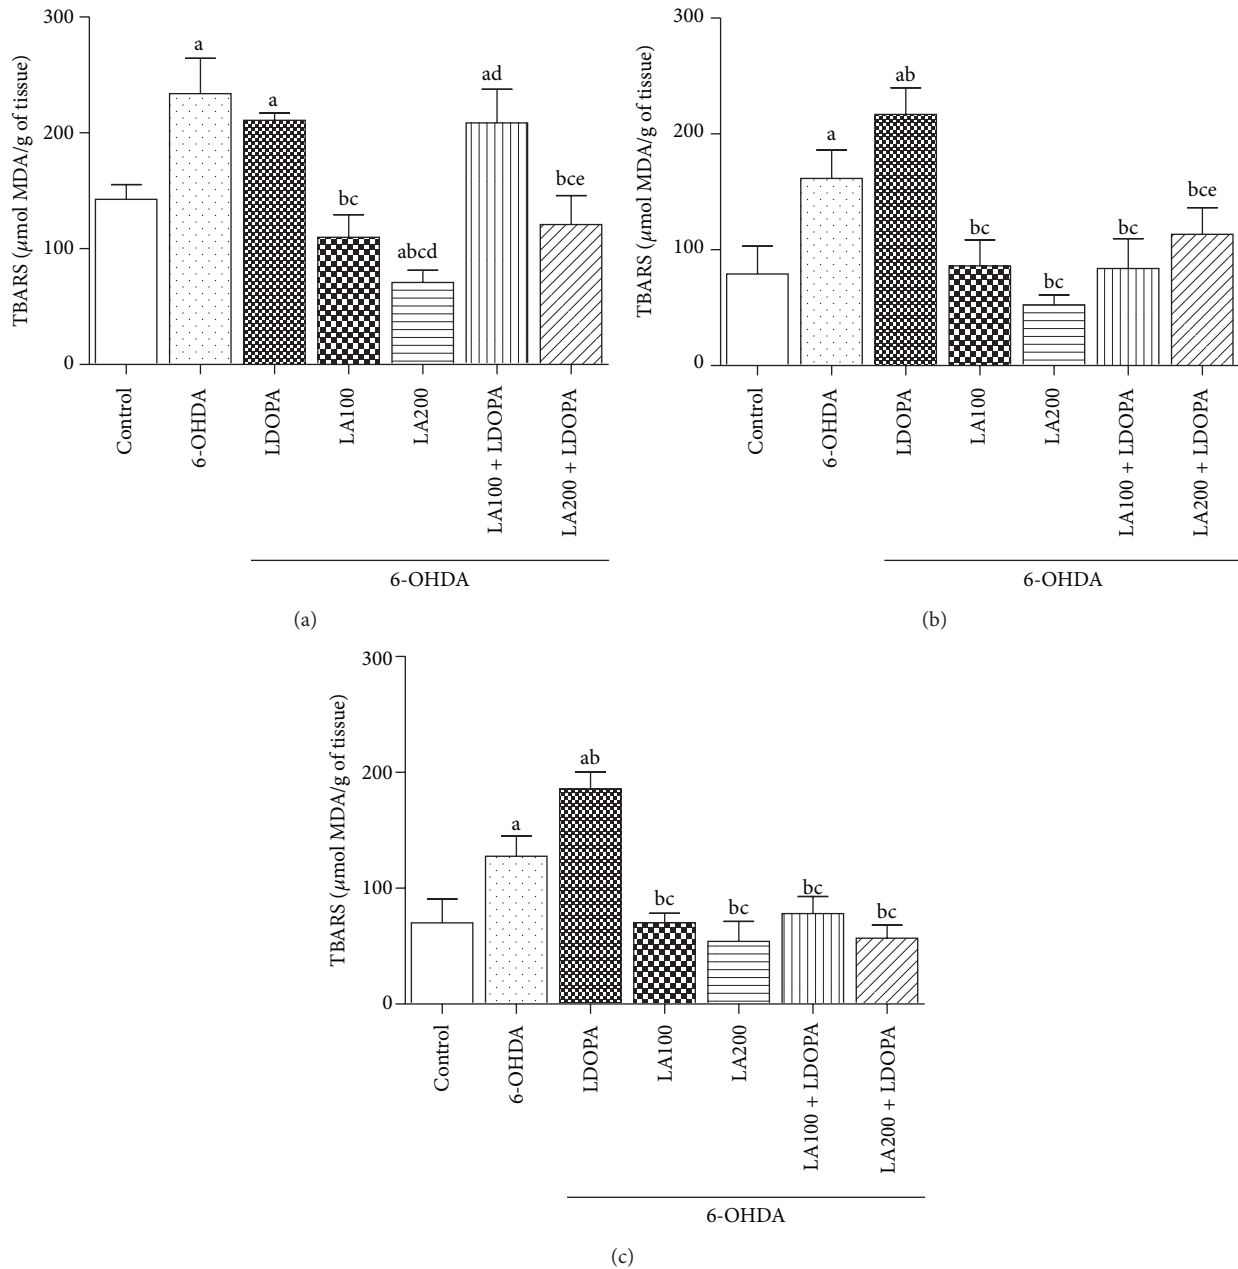 TBARS (μmol MDA/g of tissue)
300
200
100
0
a
a
bc
abcd
ad
bce
Control
6-OHDA
LDOPA
LA100
LA200
LA100 + LDOPA
LA200 + LDOPA
6-OHDA
(a)
TBARS (μmol MDA/g of tissue)
300
200
100
0
a
ab
bc
bc
bc
bce
Control
6-OHDA
LDOPA
LA100
LA200
LA100 + LDOPA
LA200 + LDOPA
6-OHDA
(b)
TBARS (μmol MDA/g of tissue)
300
200
100
0
a
ab
bc
bc
bc
bc
Control
6-OHDA
LDOPA
LA100
LA200
LA100 + LDOPA
LA200 + LDOPA
6-OHDA
(c)